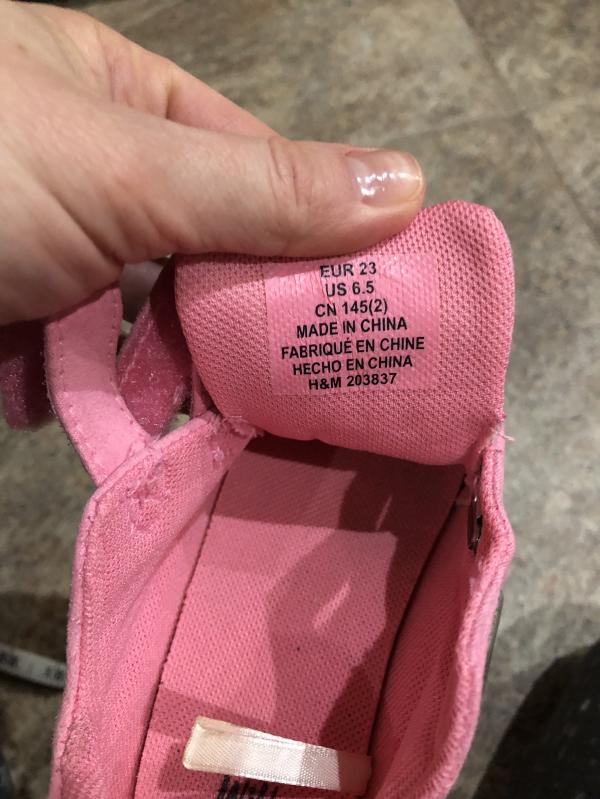 EUR 23
US 6.5
CN 145(2)
MADE IN CHINA
FABRIQUÉ EN CHINE
HECHO EN CHINA
H&M 203837